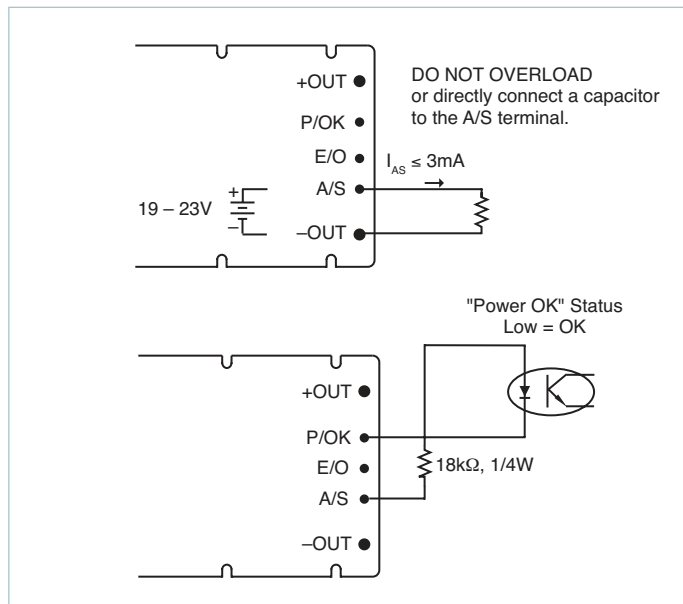 +OUT
DO NOT OVERLOAD
or directly connect a capacitor
to the A/S terminal.
P/OK
E/O
I_AS ≤ 3mA
A/S
19 – 23V
+
–
–OUT
"Power OK" Status
Low = OK
+OUT
P/OK
E/O
18kΩ, 1/4W
A/S
–OUT